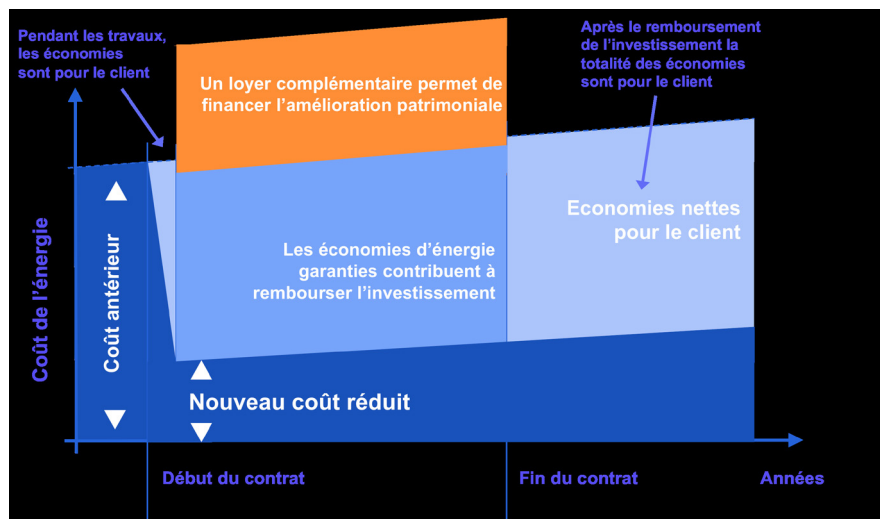 Pendant les travaux,
les économies
sont pour le client
Après le remboursement
de l’investissement la
totalité des économies
sont pour le client
Un loyer complémentaire permet de
financer l’amélioration patrimoniale
Coût de l’énergie
Coût antérieur
Les économies d’énergie
garanties contribuent à
rembourser l’investissement
Economies nettes
pour le client
Nouveau coût réduit
Début du contrat
Fin du contrat
Années